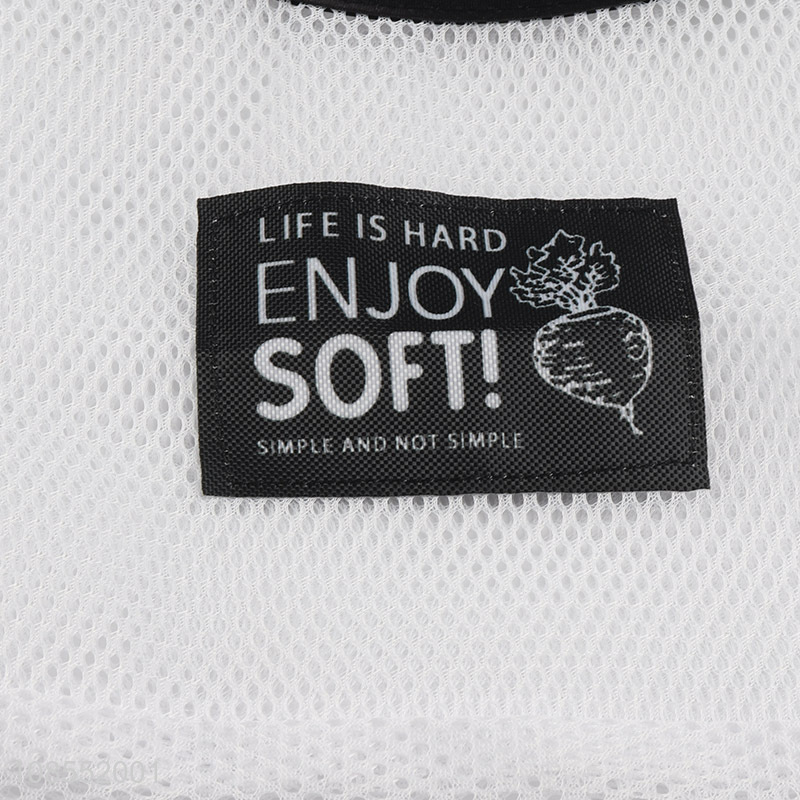 LIFE IS HARD
ENJOY
SOFT!
SIMPLE AND NOT SIMPLE